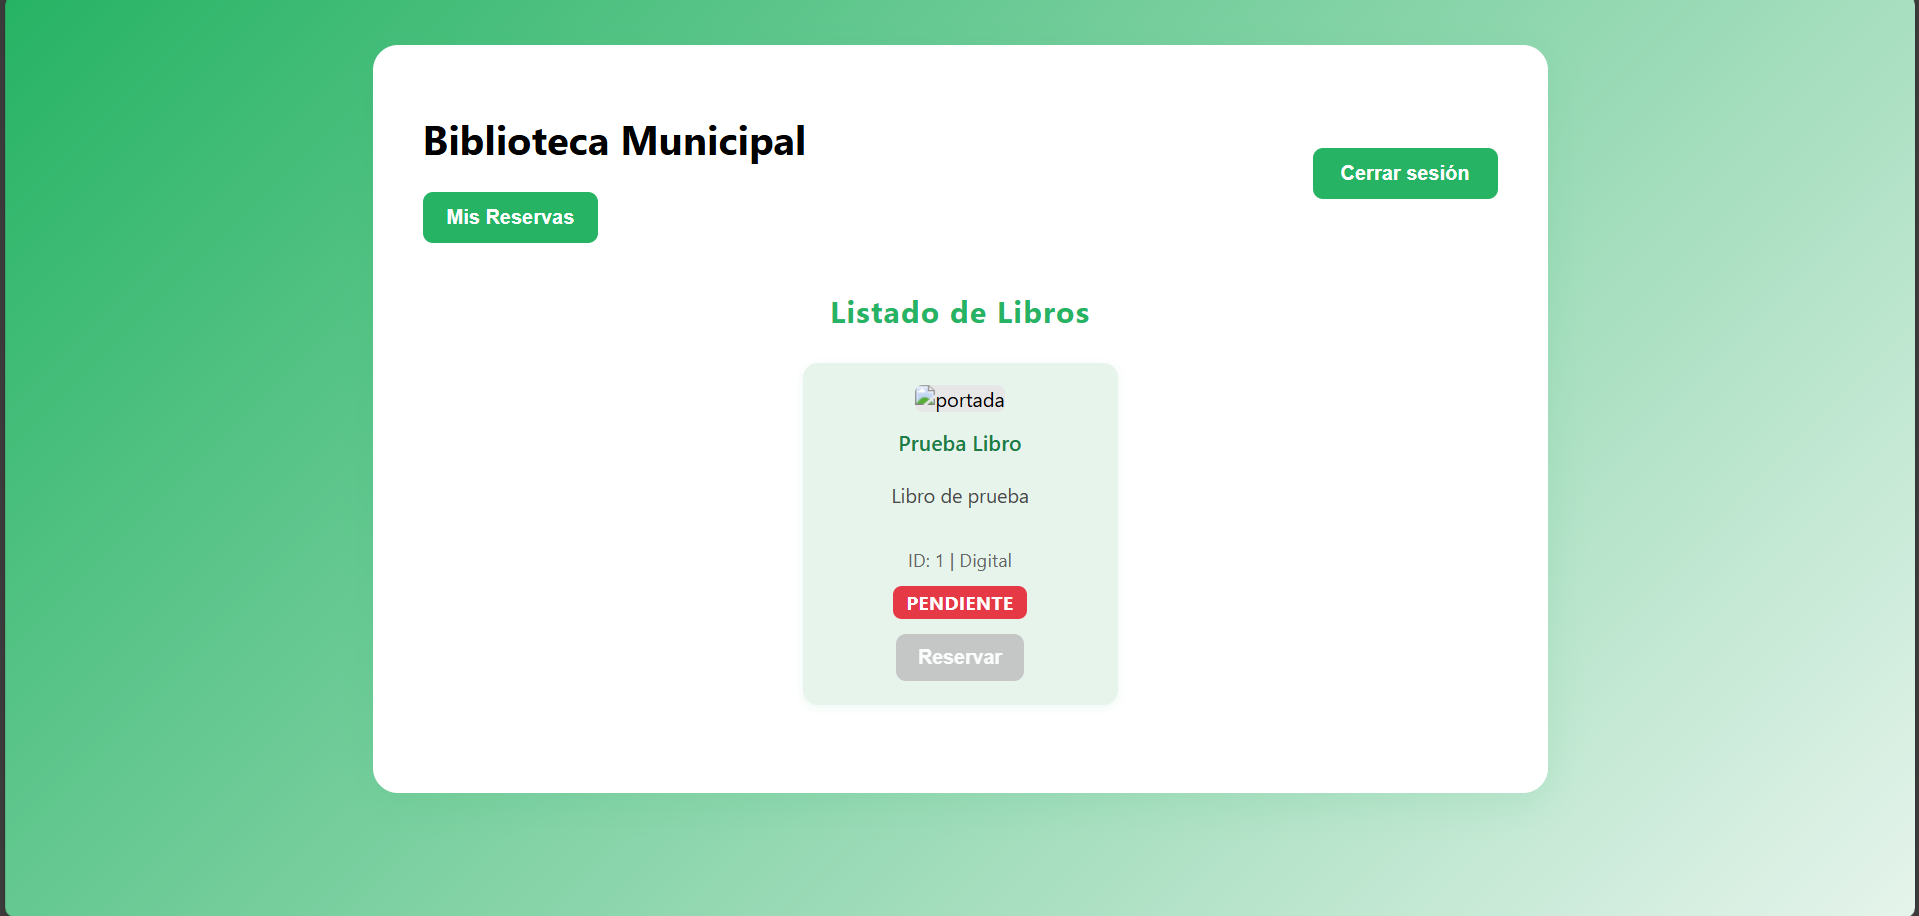 Biblioteca Municipal
Cerrar sesión
Mis Reservas
Listado de Libros
portada
Prueba Libro
Libro de prueba
ID: 1 | Digital
PENDIENTE
Reservar